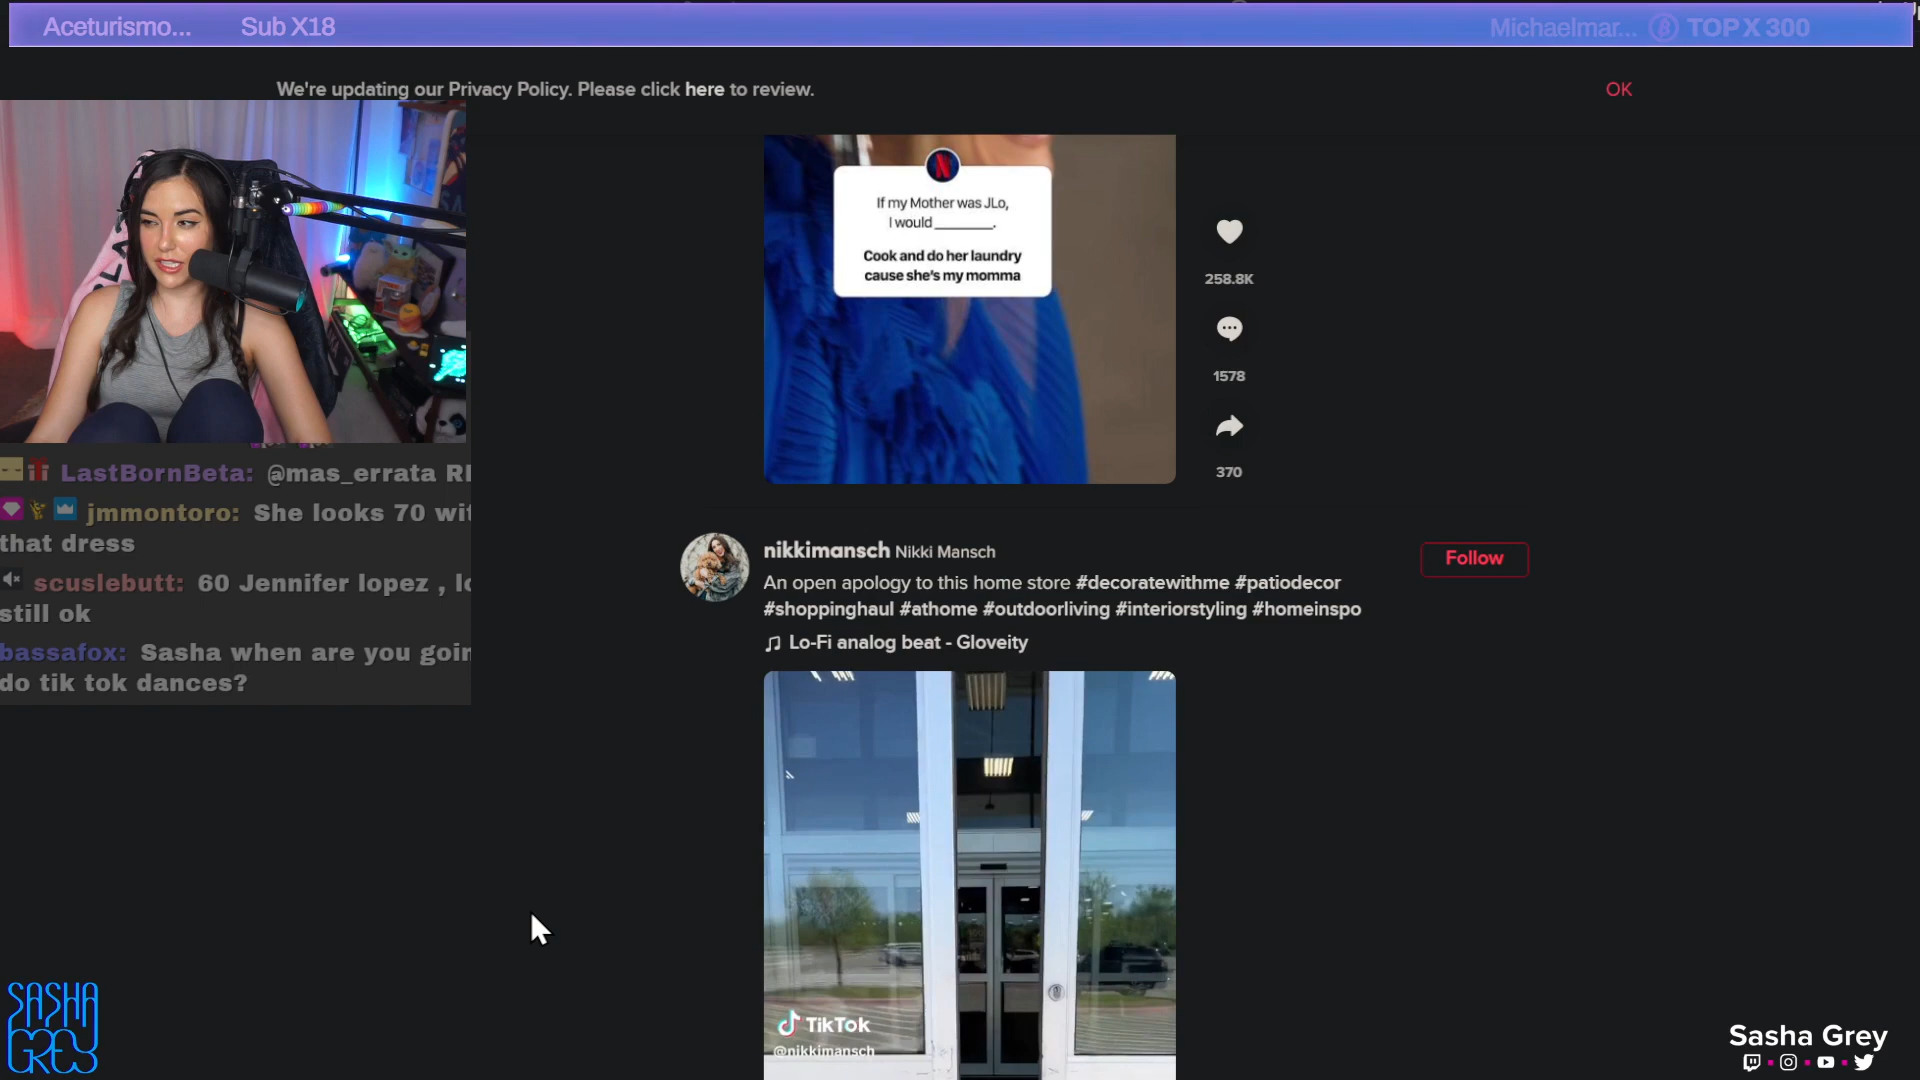 Aceturismo... Sub X18
Michaelmar... TOP X 300
We're updating our Privacy Policy. Please click here to review.
OK
If my Mother was JLo,
I would ________.
Cook and do her laundry
cause she's my momma
258.8K
1578
370
LastBornBeta: @mas_errata
jmmontoro: She looks 70
that dress
scuslebutt: 60 Jennifer lopez ,
still ok
bassafox: Sasha when are you
do tik tok dances?
nikkimansch Nikki Mansch
Follow
An open apology to this home store #decoratewithme #patiodecor
#shoppinghaul #athome #outdoorliving #interiorstyling #homeinspo
Lo-Fi analog beat - Gloveity
TikTok
@nikkimansch
SASHA
GREY
Sasha Grey